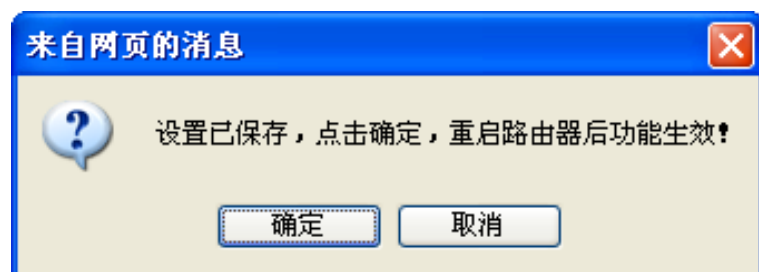 来自网页的消息
设置已保存，点击确定，重启路由器后功能生效！
确定
取消